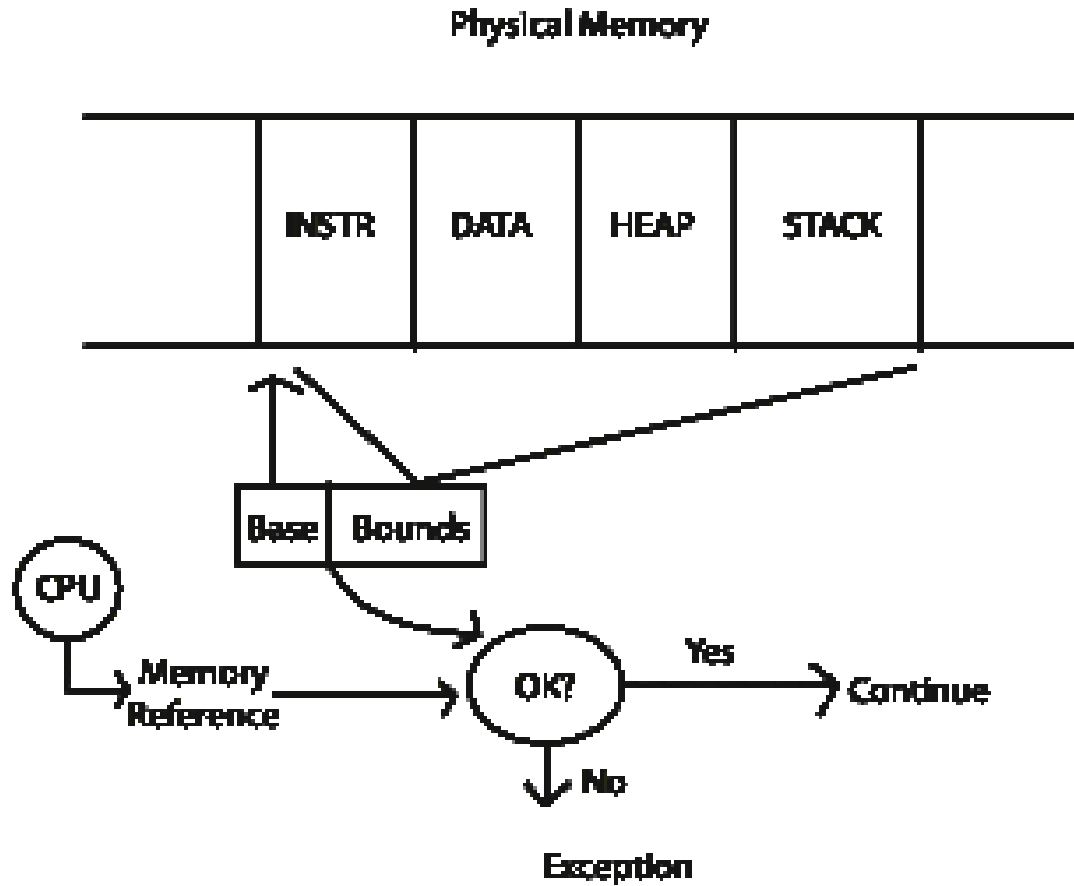 Physical Memory
INSTR
DATA
HEAP
STACK
Base
Bounds
CPU
Memory
Reference
OK?
Yes
Continue
No
Exception